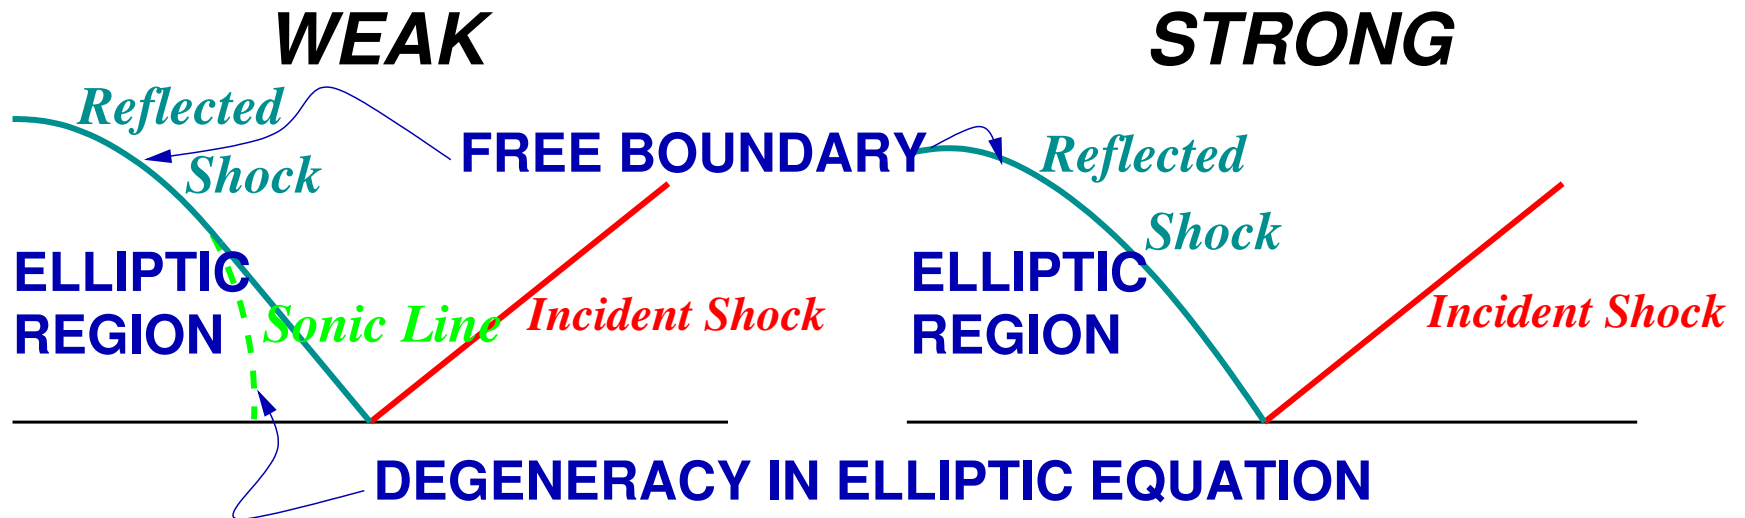 WEAK
STRONG
Reflected
Shock
FREE BOUNDARY
Reflected
Shock
ELLIPTIC
REGION
Sonic Line
Incident Shock
ELLIPTIC
REGION
Incident Shock
DEGENERACY IN ELLIPTIC EQUATION